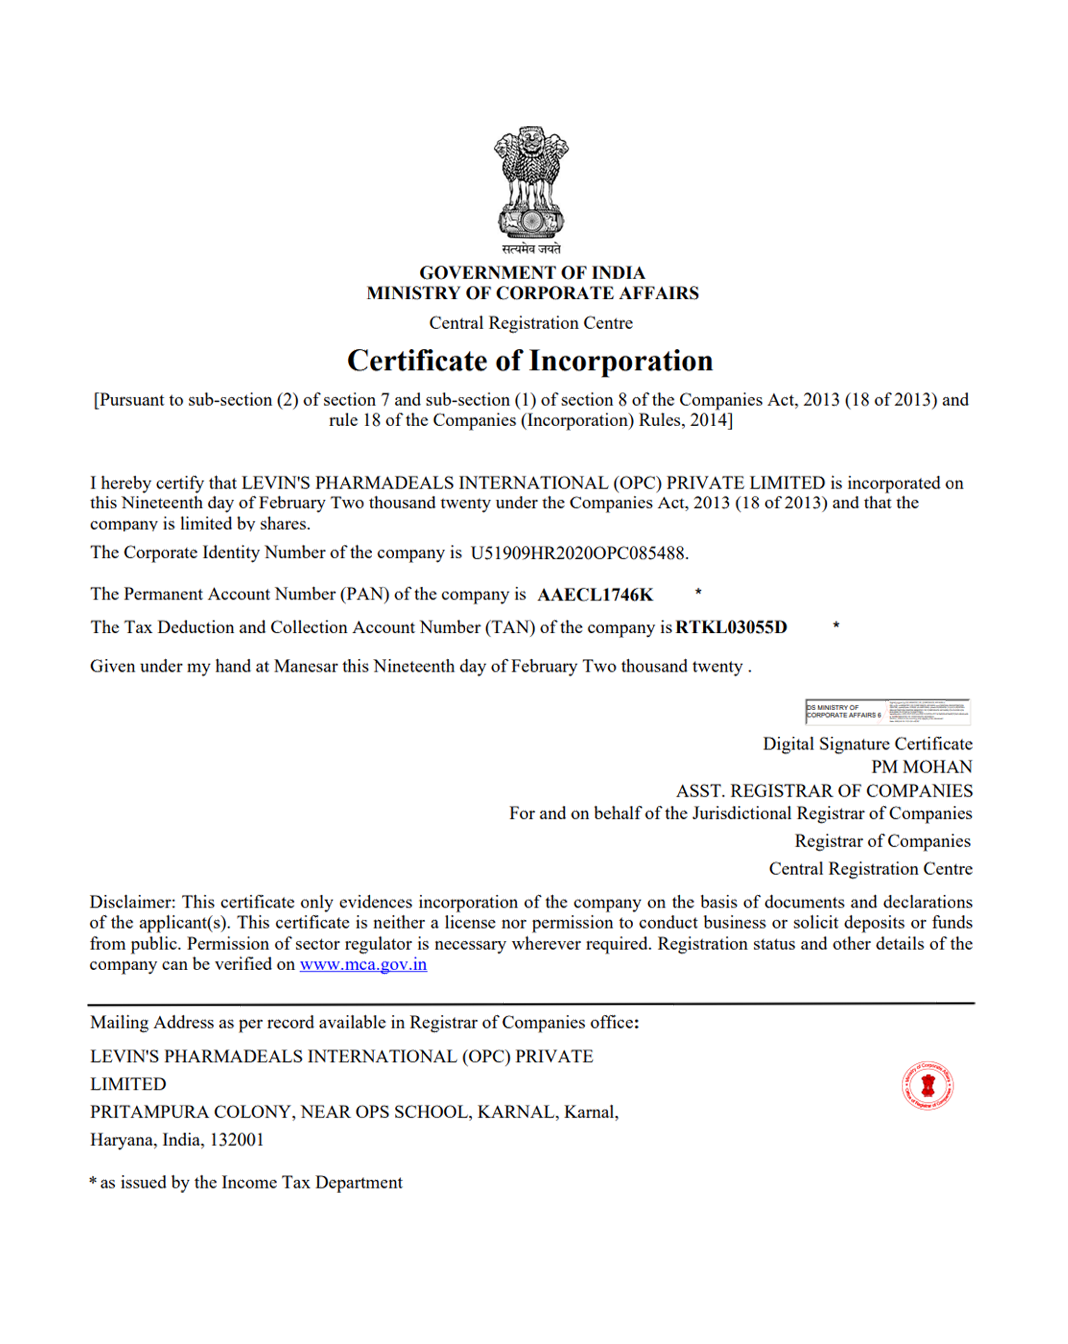 सत्यमेव जयते
GOVERNMENT OF INDIA
MINISTRY OF CORPORATE AFFAIRS
Central Registration Centre
Certificate of Incorporation
[Pursuant to sub-section (2) of section 7 and sub-section (1) of section 8 of the Companies Act, 2013 (18 of 2013) and
rule 18 of the Companies (Incorporation) Rules, 2014]
I hereby certify that LEVIN'S PHARMADEALS INTERNATIONAL (OPC) PRIVATE LIMITED is incorporated on
this Nineteenth day of February Two thousand twenty under the Companies Act, 2013 (18 of 2013) and that the
company is limited by shares.
The Corporate Identity Number of the company is U51909HR2020OPC085488.
The Permanent Account Number (PAN) of the company is AAECL1746K *
The Tax Deduction and Collection Account Number (TAN) of the company is RTKL03055D *
Given under my hand at Manesar this Nineteenth day of February Two thousand twenty .
DS MINISTRY OF
CORPORATE AFFAIRS 6
Digital Signature Certificate
PM MOHAN
ASST. REGISTRAR OF COMPANIES
For and on behalf of the Jurisdictional Registrar of Companies
Registrar of Companies
Central Registration Centre
Disclaimer: This certificate only evidences incorporation of the company on the basis of documents and declarations
of the applicant(s). This certificate is neither a license nor permission to conduct business or solicit deposits or funds
from public. Permission of sector regulator is necessary wherever required. Registration status and other details of the
company can be verified on www.mca.gov.in
Mailing Address as per record available in Registrar of Companies office:
LEVIN'S PHARMADEALS INTERNATIONAL (OPC) PRIVATE
LIMITED
PRITAMPURA COLONY, NEAR OPS SCHOOL, KARNAL, Karnal,
Haryana, India, 132001
Ministry of Corporate Affairs
Office of Registrar of Companies
* as issued by the Income Tax Department